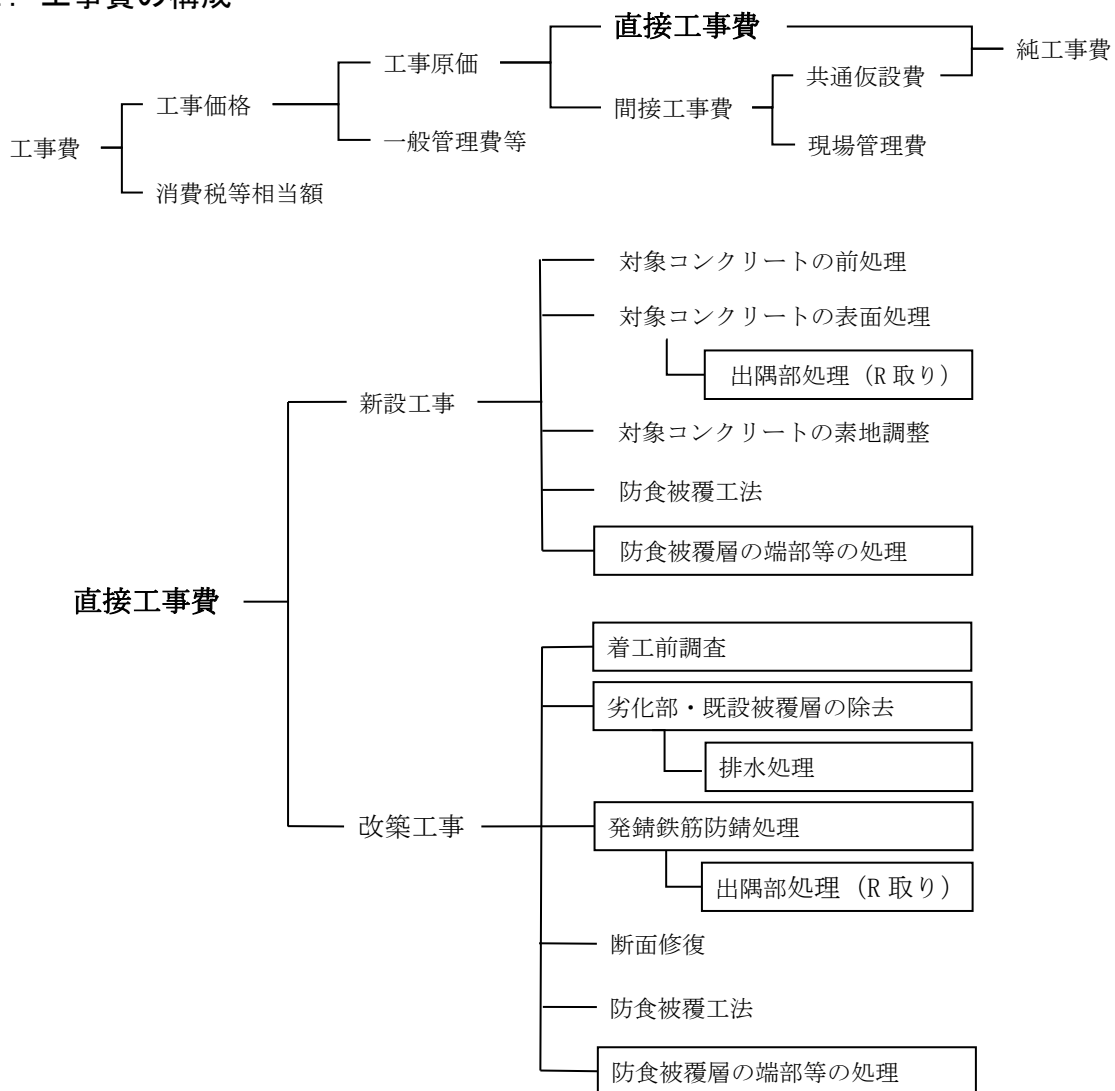 工事費の構成
直接工事費
純工事費
工事原価
共通仮設費
工事価格
間接工事費
一般管理費等
現場管理費
工事費
消費税等相当額
対象コンクリートの前処理
対象コンクリートの表面処理
出隅部処理（R 取り）
新設工事
対象コンクリートの素地調整
防食被覆工法
防食被覆層の端部等の処理
直接工事費
着工前調査
劣化部・既設被覆層の除去
排水処理
改築工事
発錆鉄筋防錆処理
出隅部処理（R 取り）
断面修復
防食被覆工法
防食被覆層の端部等の処理